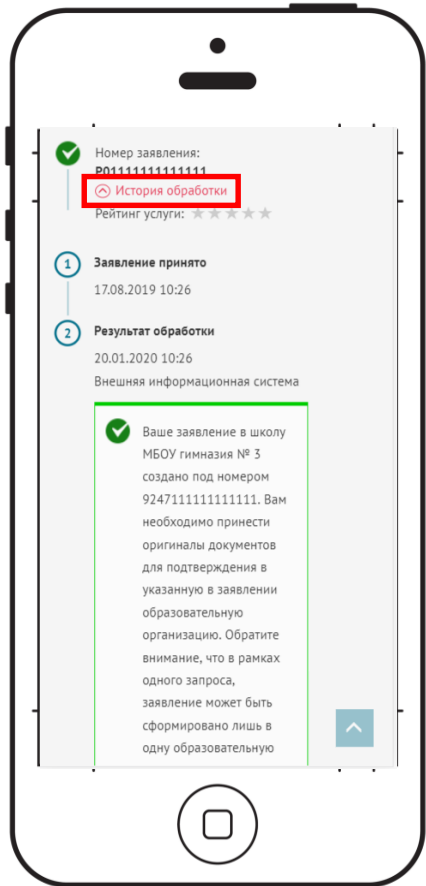 Номер заявления:
P01111111111111
История обработки
Рейтинг услуги:
1
Заявление принято
17.08.2019 10:26
2
Результат обработки
20.01.2020 10:26
Внешняя информационная система
Ваше заявление в школу
МБОУ гимназия № 3
создано под номером
9247111111111111. Вам
необходимо принести
оригиналы документов
для подтверждения в
указанную в заявлении
образовательную
организацию. Обратите
внимание, что в рамках
одного запроса,
заявление может быть
сформировано лишь в
одну образовательную